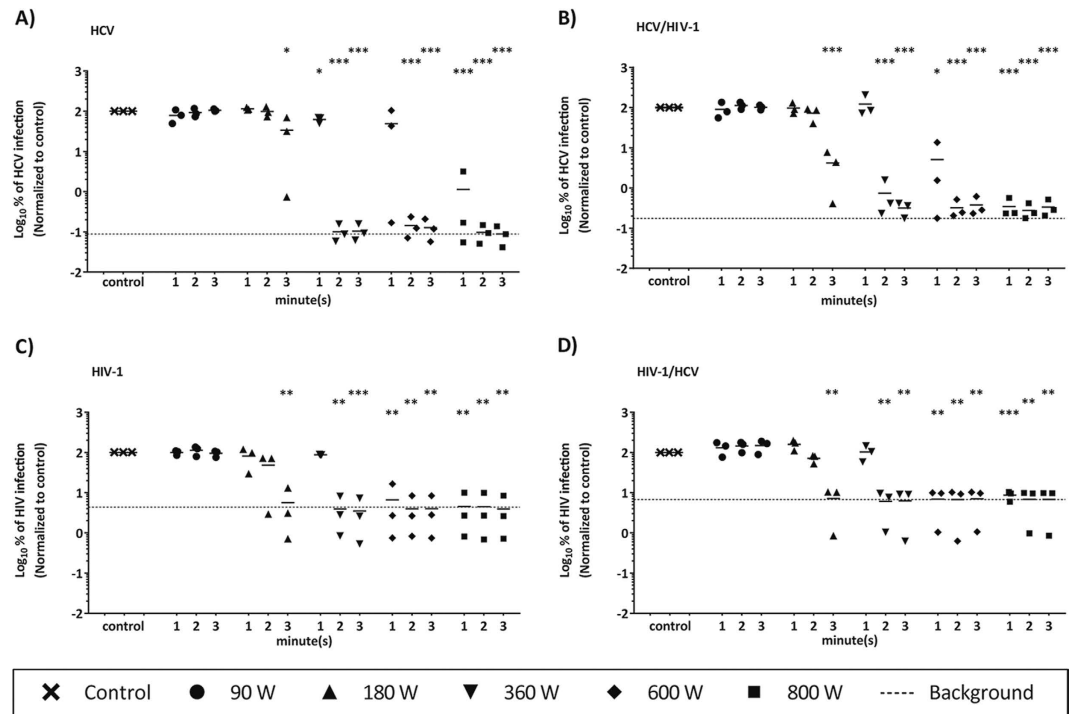 A)
HCV
* * *** *** *** *** *** *** ***
Log10 % of HCV infection
(Normalized to control)
3
2
1
0
-1
-2
control 1 2 3 1 2 3 1 2 3 1 2 3 1 2 3
minute(s)
B)
HCV/HIV-1
*** *** *** * *** *** *** *** ***
Log10 % of HCV infection
(Normalized to control)
3
2
1
0
-1
-2
control 1 2 3 1 2 3 1 2 3 1 2 3 1 2 3
minute(s)
C)
HIV-1
** ** *** ** ** ** ** ** **
Log10 % of HIV infection
(Normalized to control)
3
2
1
0
-1
-2
control 1 2 3 1 2 3 1 2 3 1 2 3 1 2 3
minute(s)
D)
HIV-1/HCV
** ** ** ** ** ** *** ** **
Log10 % of HIV infection
(Normalized to control)
3
2
1
0
-1
-2
control 1 2 3 1 2 3 1 2 3 1 2 3 1 2 3
minute(s)
Control 90 W 180 W 360 W 600 W 800 W Background